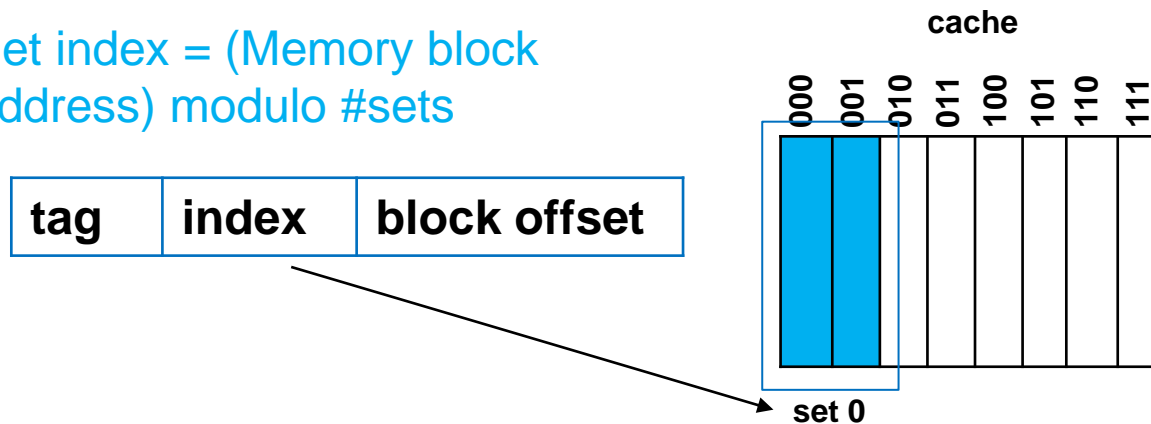 et index = (Memory block
ddress) modulo #sets
cache
000 001 010 011 100 101 110 111
tag index block offset
set 0